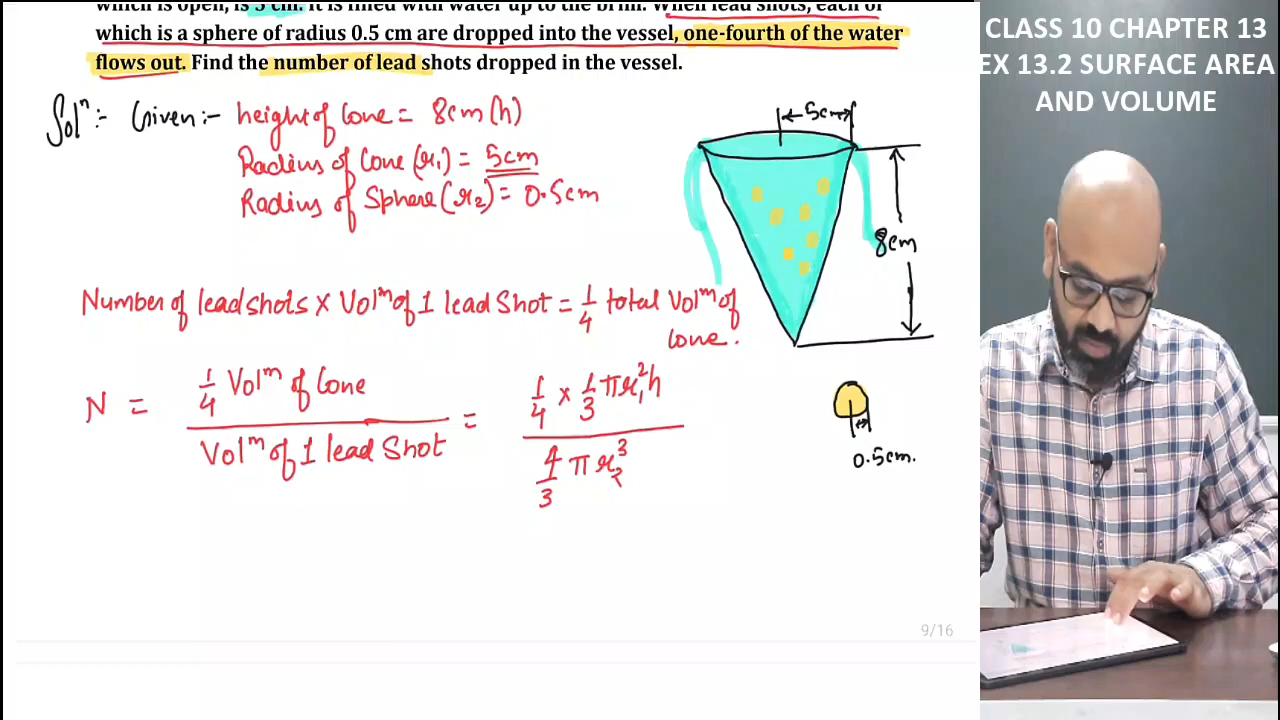 which is open, is 5 cm. It is filled with water up to the brim. When lead shots, each of
which is a sphere of radius 0.5 cm are dropped into the vessel, one-fourth of the water
flows out. Find the number of lead shots dropped in the vessel.
Solⁿ:- Given:- height of Cone = 8cm (h)
Radius of Cone (r₁) = 5cm
Radius of Sphere (r₂) = 0.5cm
5cm
8cm
Number of lead shots × Volᵐ of 1 lead Shot = 1/4 total Volᵐ of
Cone.
N = 1/4 Volᵐ of Cone / Volᵐ of 1 lead Shot = 1/4 × 1/3 πr₁²h / 4/3 πr₂³
0.5cm.
9/16
CLASS 10 CHAPTER 13
EX 13.2 SURFACE AREA
AND VOLUME